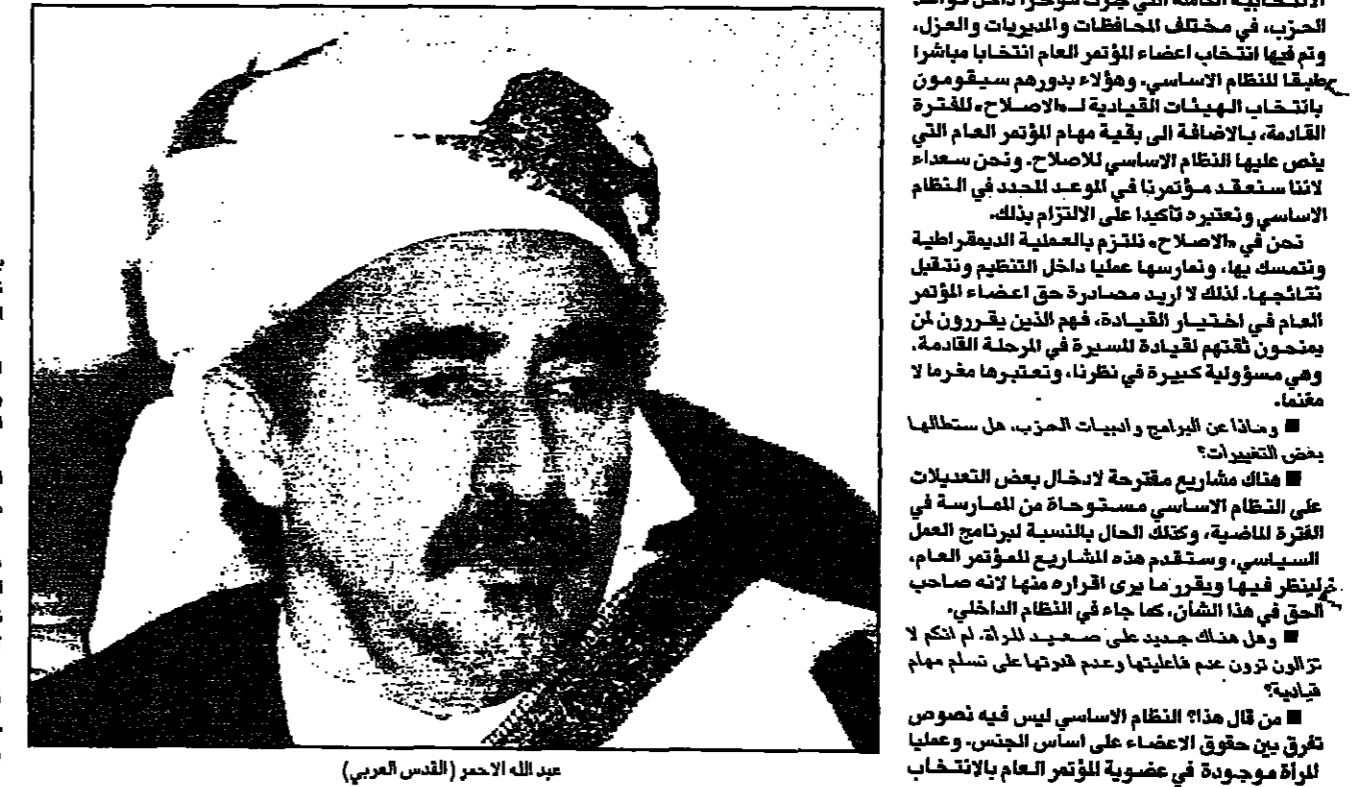 الحزب، في مختلف المحافظات والمديريات والعزل،
وتم فيها انتخاب اعضاء المؤتمر العام انتخابا مباشرا
طبقا للنظام الاساسي. وهؤلاء بدورهم سيقومون
بانتخاب الهيئات القيادية لـ«الاصلاح» للفترة
القادمة، بالاضافة الى بقية مهام المؤتمر العام التي
ينص عليها النظام الاساسي للاصلاح. ونحن سعداء
لاننا سنعقد مؤتمرنا في الموعد المحدد في النظام
الاساسي ونعتبره تأكيدا على الالتزام بذلك.
نحن في «الاصلاح» نلتزم بالعملية الديمقراطية
ونتمسك بها، ونمارسها عمليا داخل التنظيم ونتقبل
نتائجها. لذلك لا اريد مصادرة حق اعضاء المؤتمر
العام في اختيار القيادة، فهم الذين يقررون لمن
يمنحون ثقتهم لقيادة المسيرة في المرحلة القادمة،
وهي مسؤولية كبيرة في نظرنا، ونعتبرها مغرما لا
مغنما.
■ وماذا عن البرامج وادبيات الحزب، هل ستطالها
بعض التغييرات؟
■ هناك مشاريع مقترحة لادخال بعض التعديلات
على النظام الاساسي مستوحاة من الممارسة في
الفترة الماضية، وكذلك الحال بالنسبة لبرنامج العمل
السياسي، وستقدم هذه المشاريع للمؤتمر العام،
لينظر فيها ويقرر ما يرى اقراره منها لانه صاحب
الحق في هذا الشأن، كما جاء في النظام الداخلي.
■ وهل هناك جديد على صعيد المرأة، ام انكم لا
تزالون ترون عدم فاعليتها وعدم قدرتها على تسلم مهام
قيادية؟
■ من قال هذا؟ النظام الاساسي ليس فيه نصوص
تفرق بين حقوق الاعضاء على اساس الجنس. وعمليا
المرأة موجودة في عضوية المؤتمر العام بالانتخاب
عبد الله الاحمر (القدس العربي)